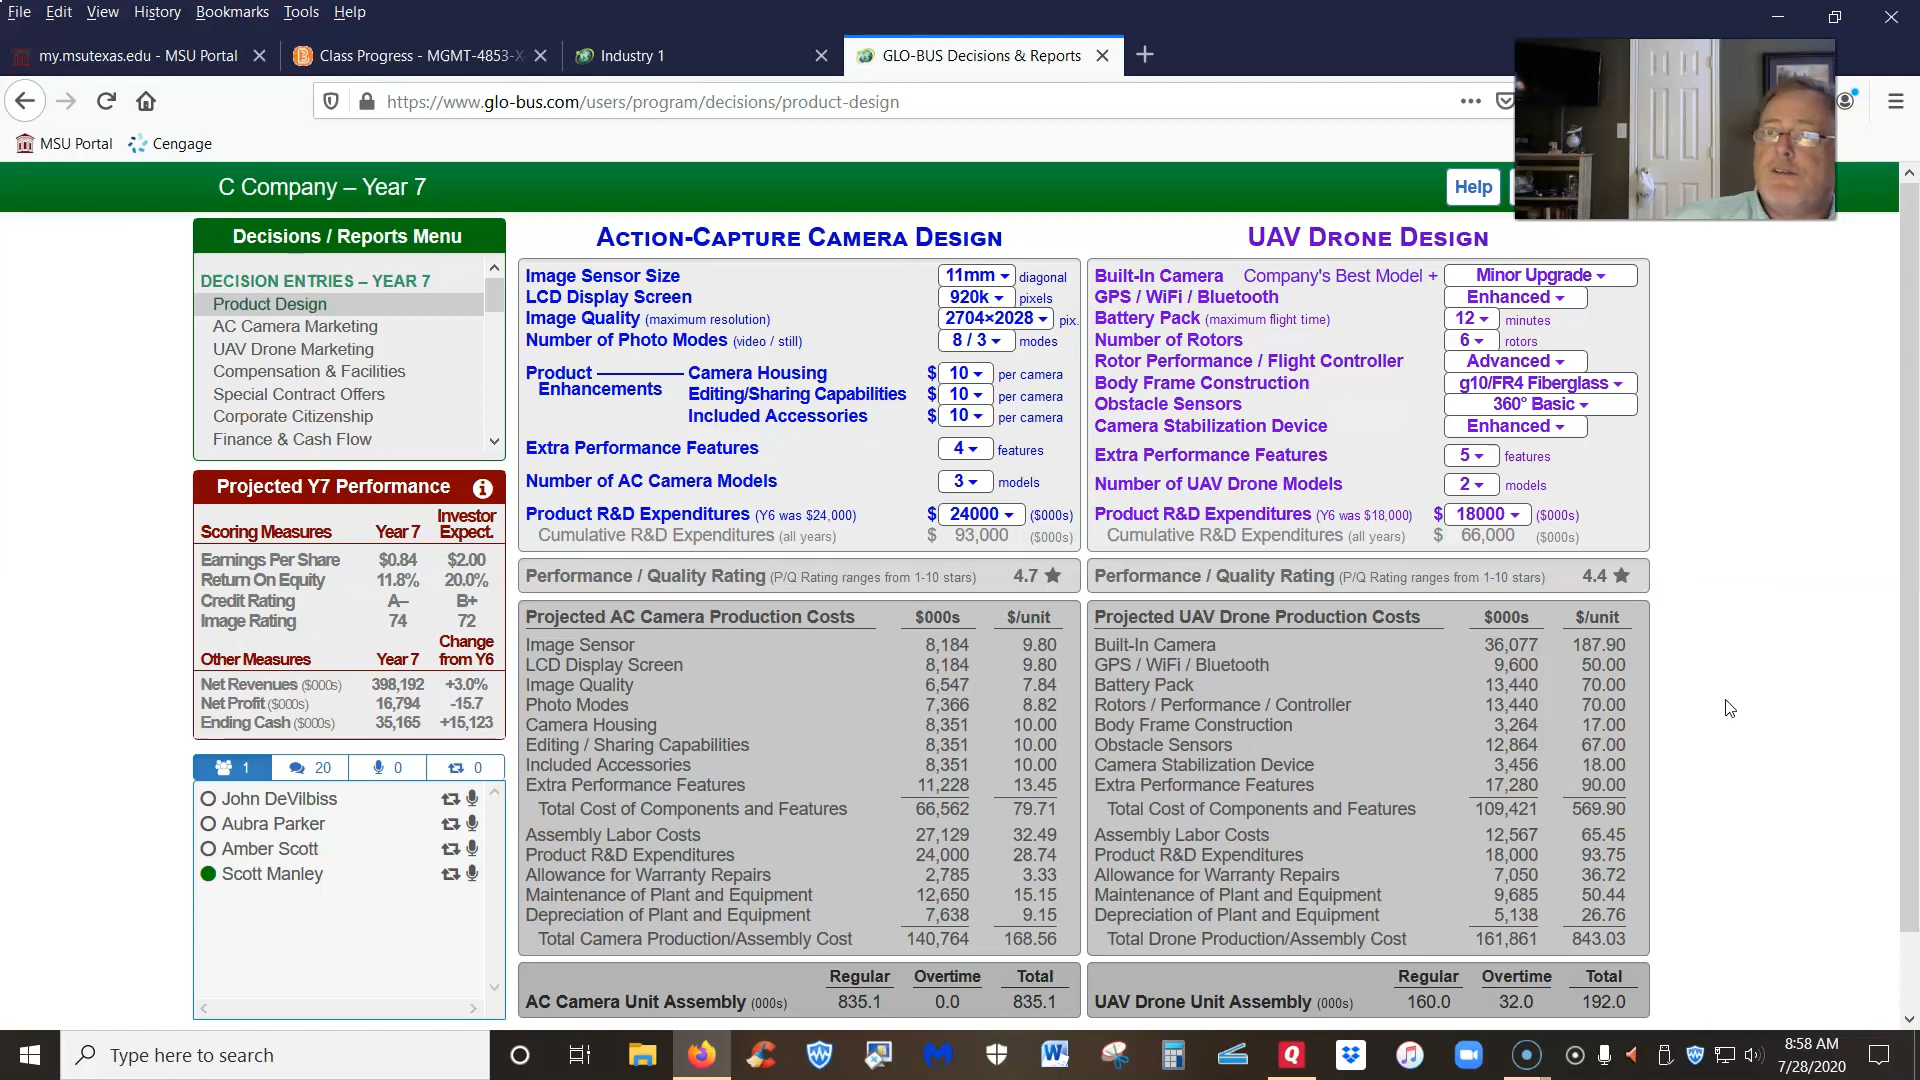 File Edit View History Bookmarks Tools Help
my.msutexas.edu - MSU Portal
Class Progress - MGMT-4853-X
Industry 1
GLO-BUS Decisions & Reports
https://www.glo-bus.com/users/program/decisions/product-design
MSU Portal Cengage
C Company – Year 7
Help
Decisions / Reports Menu
DECISION ENTRIES – YEAR 7
Product Design
AC Camera Marketing
UAV Drone Marketing
Compensation & Facilities
Special Contract Offers
Corporate Citizenship
Finance & Cash Flow
Projected Y7 Performance
Scoring Measures Year 7 Investor Expect.
Earnings Per Share $0.84 $2.00
Return On Equity 11.8% 20.0%
Credit Rating A– B+
Image Rating 74 72
Other Measures Year 7 Change from Y6
Net Revenues ($000s) 398,192 +3.0%
Net Profit ($000s) 16,794 -15.7
Ending Cash ($000s) 35,165 +15,123
1 20 0 0
John DeVilbiss
Aubra Parker
Amber Scott
Scott Manley
ACTION-CAPTURE CAMERA DESIGN
Image Sensor Size 11mm diagonal
LCD Display Screen 920k pixels
Image Quality (maximum resolution) 2704×2028 pix.
Number of Photo Modes (video / still) 8 / 3 modes
Product Enhancements
Camera Housing $ 10 per camera
Editing/Sharing Capabilities $ 10 per camera
Included Accessories $ 10 per camera
Extra Performance Features 4 features
Number of AC Camera Models 3 models
Product R&D Expenditures (Y6 was $24,000) $ 24000 ($000s)
Cumulative R&D Expenditures (all years) $ 93,000 ($000s)
Performance / Quality Rating (P/Q Rating ranges from 1-10 stars) 4.7 ★
Projected AC Camera Production Costs $000s $/unit
Image Sensor 8,184 9.80
LCD Display Screen 8,184 9.80
Image Quality 6,547 7.84
Photo Modes 7,366 8.82
Camera Housing 8,351 10.00
Editing / Sharing Capabilities 8,351 10.00
Included Accessories 8,351 10.00
Extra Performance Features 11,228 13.45
Total Cost of Components and Features 66,562 79.71
Assembly Labor Costs 27,129 32.49
Product R&D Expenditures 24,000 28.74
Allowance for Warranty Repairs 2,785 3.33
Maintenance of Plant and Equipment 12,650 15.15
Depreciation of Plant and Equipment 7,638 9.15
Total Camera Production/Assembly Cost 140,764 168.56
Regular Overtime Total
AC Camera Unit Assembly (000s) 835.1 0.0 835.1
UAV DRONE DESIGN
Built-In Camera Company's Best Model + Minor Upgrade
GPS / WiFi / Bluetooth Enhanced
Battery Pack (maximum flight time) 12 minutes
Number of Rotors 6 rotors
Rotor Performance / Flight Controller Advanced
Body Frame Construction g10/FR4 Fiberglass
Obstacle Sensors 360° Basic
Camera Stabilization Device Enhanced
Extra Performance Features 5 features
Number of UAV Drone Models 2 models
Product R&D Expenditures (Y6 was $18,000) $ 18000 ($000s)
Cumulative R&D Expenditures (all years) $ 66,000 ($000s)
Performance / Quality Rating (P/Q Rating ranges from 1-10 stars) 4.4 ★
Projected UAV Drone Production Costs $000s $/unit
Built-In Camera 36,077 187.90
GPS / WiFi / Bluetooth 9,600 50.00
Battery Pack 13,440 70.00
Rotors / Performance / Controller 13,440 70.00
Body Frame Construction 3,264 17.00
Obstacle Sensors 12,864 67.00
Camera Stabilization Device 3,456 18.00
Extra Performance Features 17,280 90.00
Total Cost of Components and Features 109,421 569.90
Assembly Labor Costs 12,567 65.45
Product R&D Expenditures 18,000 93.75
Allowance for Warranty Repairs 7,050 36.72
Maintenance of Plant and Equipment 9,685 50.44
Depreciation of Plant and Equipment 5,138 26.76
Total Drone Production/Assembly Cost 161,861 843.03
Regular Overtime Total
UAV Drone Unit Assembly (000s) 160.0 32.0 192.0
Type here to search
8:58 AM
7/28/2020